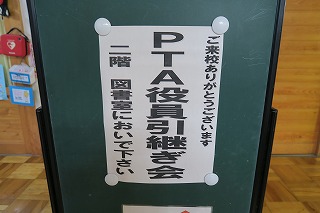 ご来校ありがとうございます
PTA役員引継ぎ会
二階 図書室においで下さい